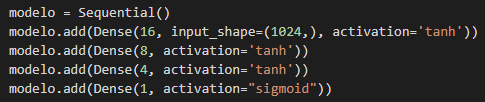 modelo = Sequential()
modelo.add(Dense(16, input_shape=(1024,), activation='tanh'))
modelo.add(Dense(8, activation='tanh'))
modelo.add(Dense(4, activation='tanh'))
modelo.add(Dense(1, activation="sigmoid"))